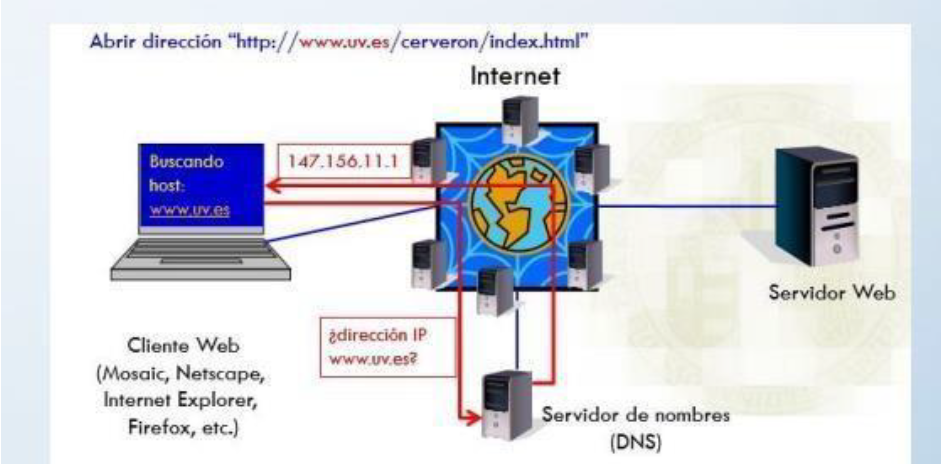 Abrir dirección “http://www.uv.es/cerveron/index.html”
Internet
Buscando
host:
www.uv.es
147.156.11.1
Servidor Web
¿dirección IP
www.uv.es?
Cliente Web
(Mosaic, Netscape,
Internet Explorer,
Firefox, etc.)
Servidor de nombres
(DNS)